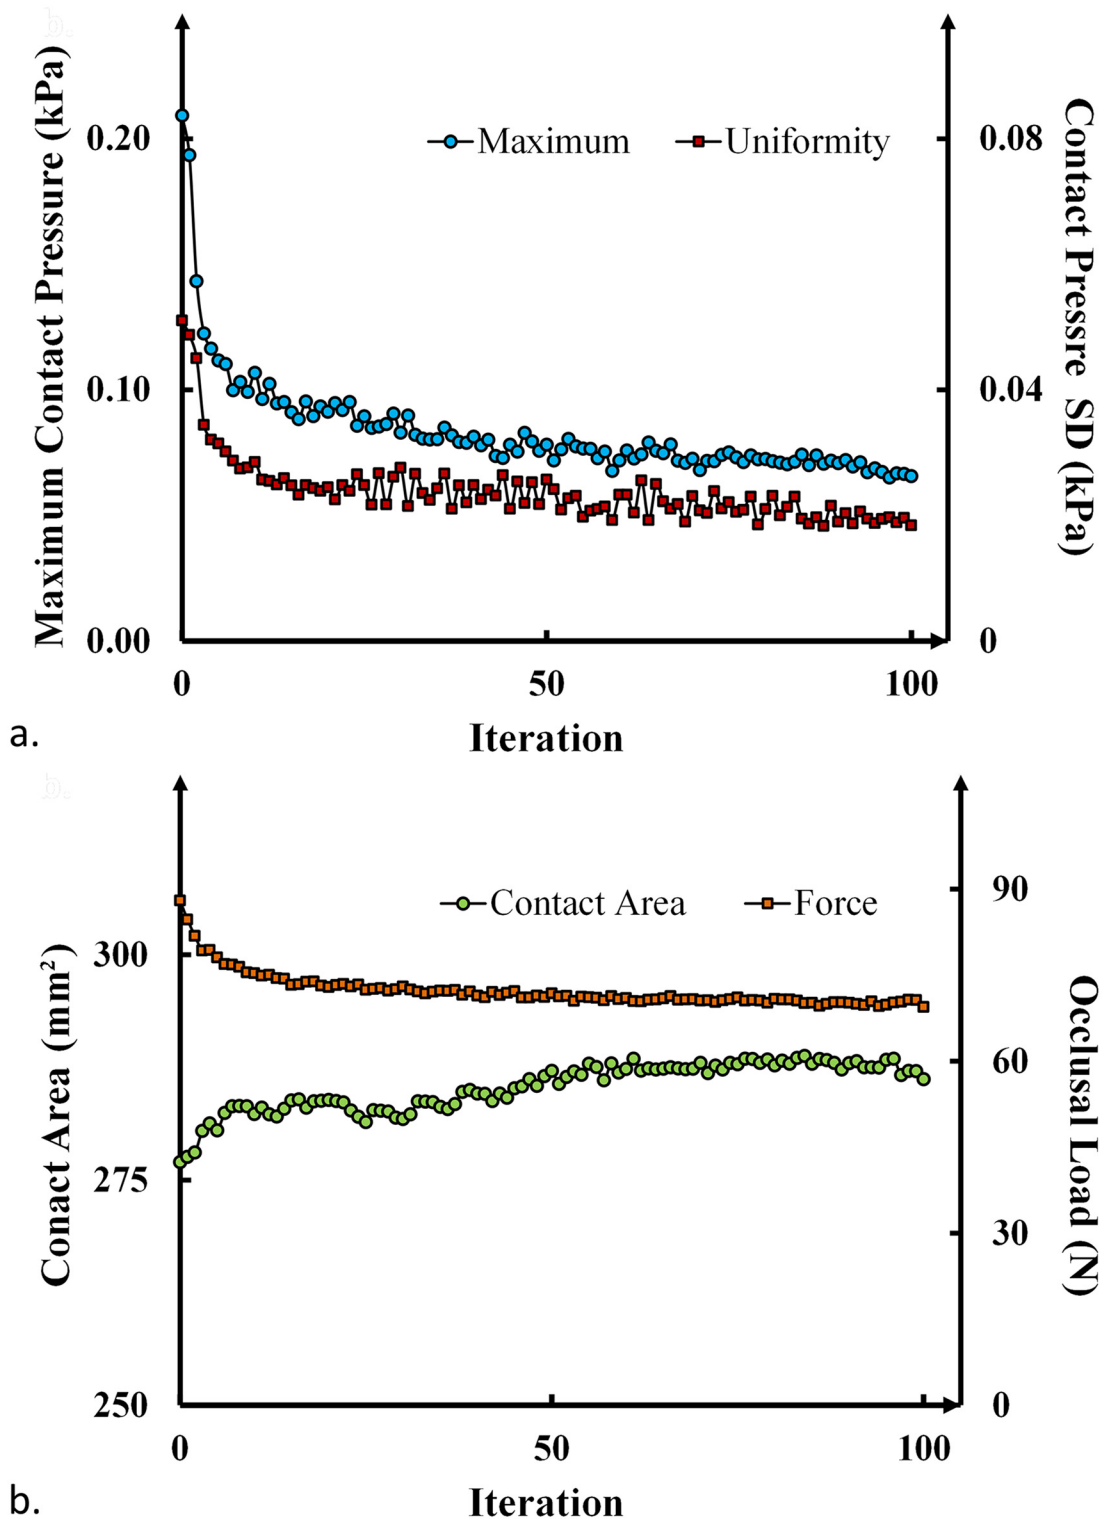 b.
Maximum Contact Pressure (kPa)
0.20
0.10
0.00
Maximum
Uniformity
0.08
0.04
0
Contact Pressre SD (kPa)
0
50
100
Iteration
a.
b.
Conact Area (mm²)
300
275
250
Contact Area
Force
90
60
30
0
Occlusal Load (N)
0
50
100
Iteration
b.